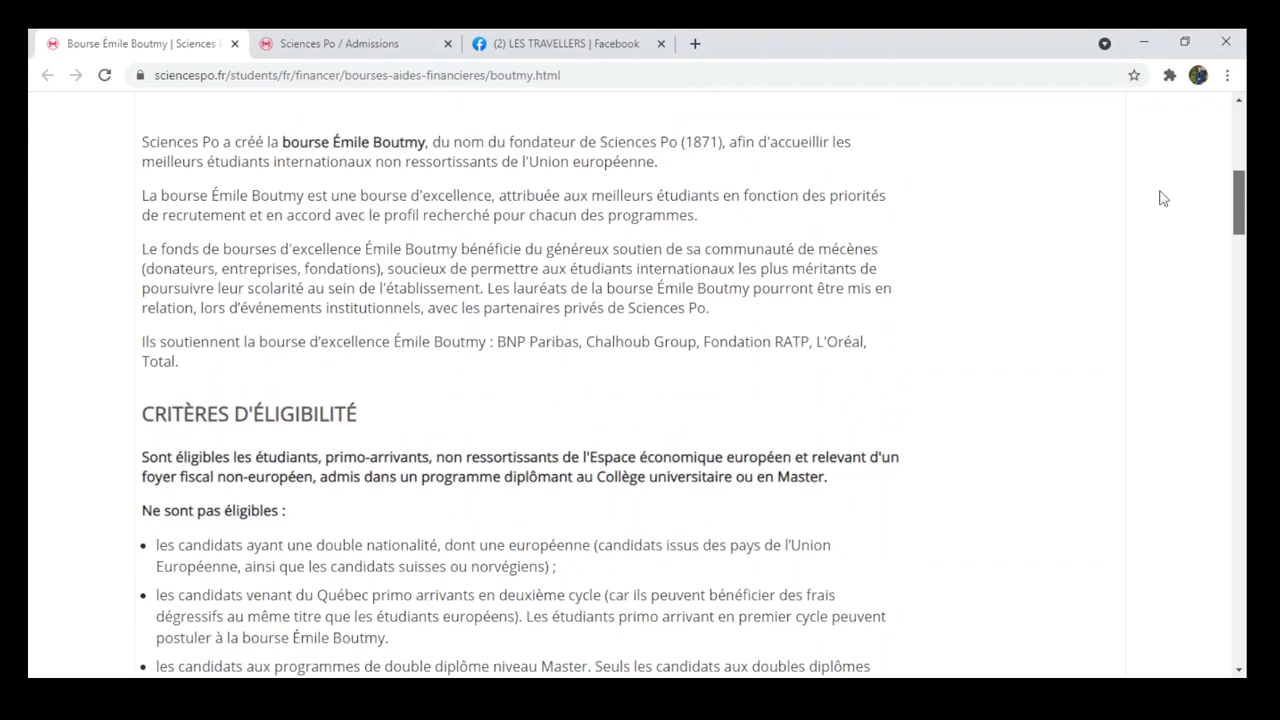 Bourse Émile Boutmy | Sciences
Sciences Po / Admissions
(2) LES TRAVELLERS | Facebook
sciencespo.fr/students/fr/financer/bourses-aides-financieres/boutmy.html
Sciences Po a créé la bourse Émile Boutmy, du nom du fondateur de Sciences Po (1871), afin d'accueillir les
meilleurs étudiants internationaux non ressortissants de l'Union européenne.
La bourse Émile Boutmy est une bourse d'excellence, attribuée aux meilleurs étudiants en fonction des priorités
de recrutement et en accord avec le profil recherché pour chacun des programmes.
Le fonds de bourses d'excellence Émile Boutmy bénéficie du généreux soutien de sa communauté de mécènes
(donateurs, entreprises, fondations), soucieux de permettre aux étudiants internationaux les plus méritants de
poursuivre leur scolarité au sein de l'établissement. Les lauréats de la bourse Émile Boutmy pourront être mis en
relation, lors d’événements institutionnels, avec les partenaires privés de Sciences Po.
Ils soutiennent la bourse d’excellence Émile Boutmy : BNP Paribas, Chalhoub Group, Fondation RATP, L'Oréal,
Total.
CRITÈRES D'ÉLIGIBILITÉ
Sont éligibles les étudiants, primo-arrivants, non ressortissants de l'Espace économique européen et relevant d'un
foyer fiscal non-européen, admis dans un programme diplômant au Collège universitaire ou en Master.
Ne sont pas éligibles :
• les candidats ayant une double nationalité, dont une européenne (candidats issus des pays de l’Union
Européenne, ainsi que les candidats suisses ou norvégiens) ;
• les candidats venant du Québec primo arrivants en deuxième cycle (car ils peuvent bénéficier des frais
dégressifs au même titre que les étudiants européens). Les étudiants primo arrivant en premier cycle peuvent
postuler à la bourse Émile Boutmy.
• les candidats aux programmes de double diplôme niveau Master. Seuls les candidats aux doubles diplômes